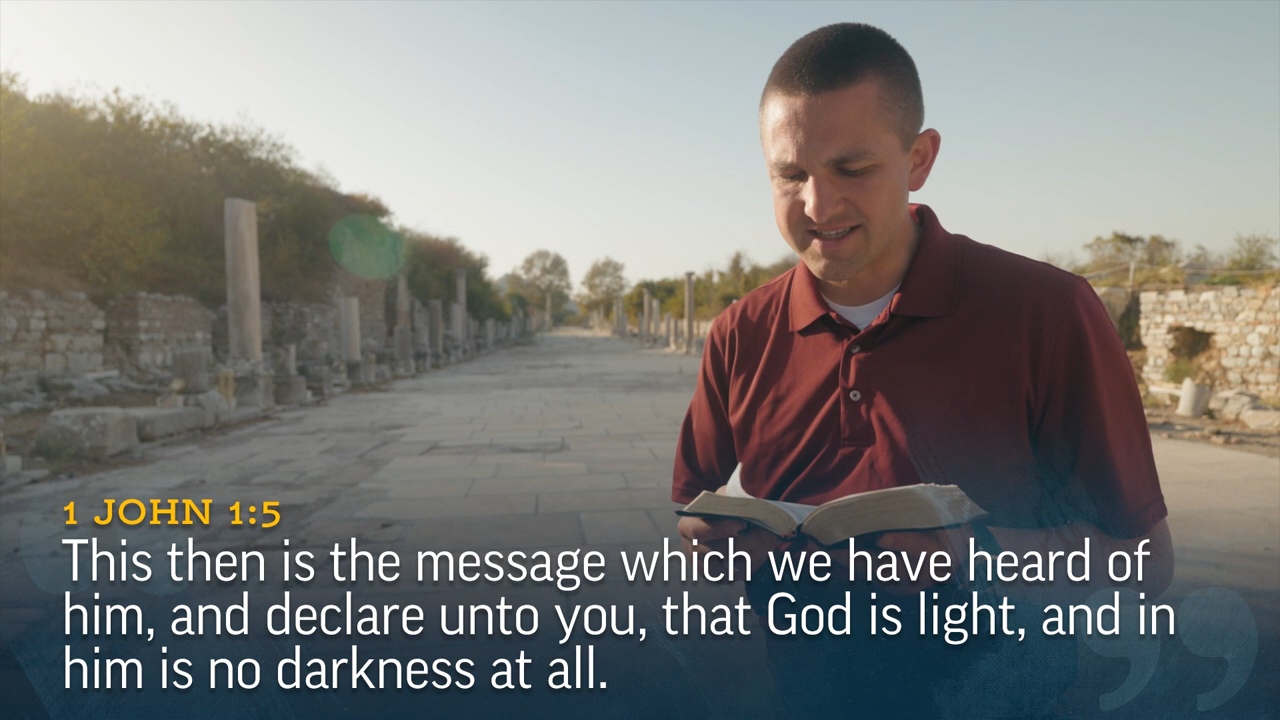 1 JOHN 1:5
This then is the message which we have heard of
him, and declare unto you, that God is light, and in
him is no darkness at all.